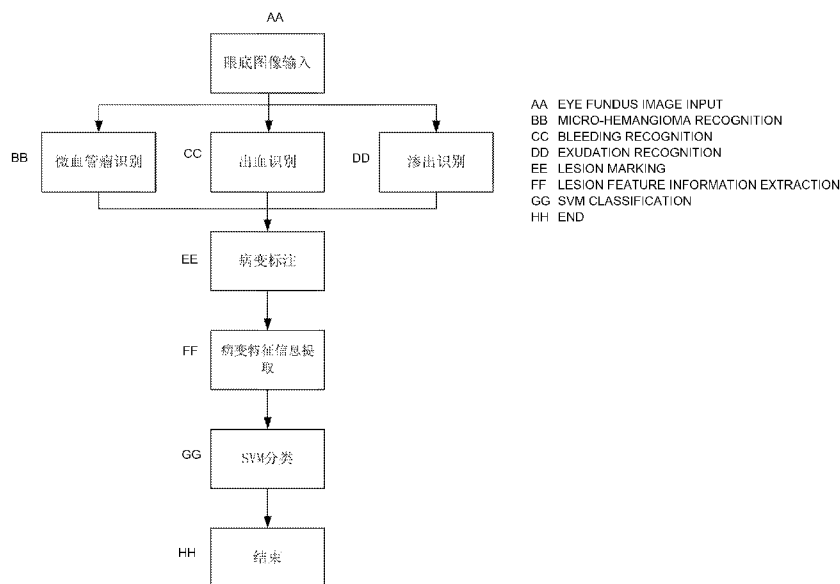 AA
眼底图像输入
BB
微血管瘤识别
CC
出血识别
DD
渗出识别
EE
病变标注
FF
病变特征信息提
取
GG
SVM分类
HH
结束
AA EYE FUNDUS IMAGE INPUT
BB MICRO-HEMANGIOMA RECOGNITION
CC BLEEDING RECOGNITION
DD EXUDATION RECOGNITION
EE LESION MARKING
FF LESION FEATURE INFORMATION EXTRACTION
GG SVM CLASSIFICATION
HH END